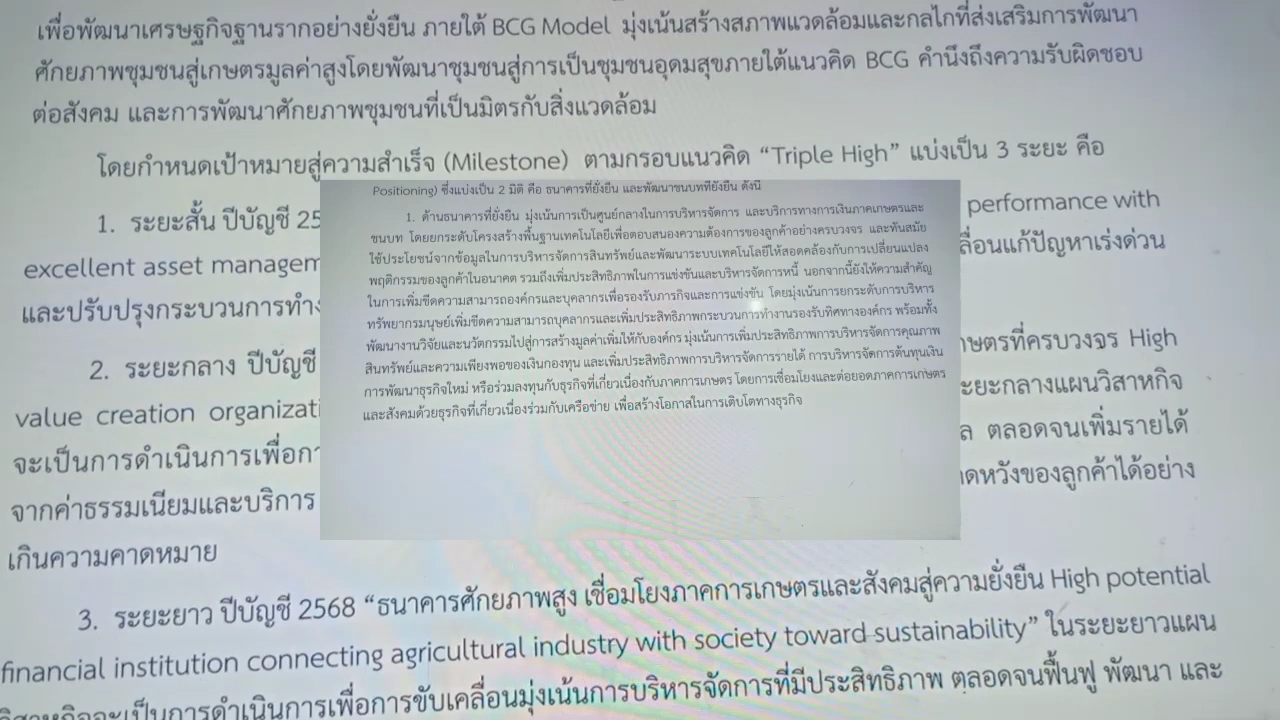 เพื่อพัฒนาเศรษฐกิจฐานรากอย่างยั่งยืน ภายใต้ BCG Model มุ่งเน้นสร้างสภาพแวดล้อมและกลไกที่ส่งเสริมการพัฒนา
ศักยภาพชุมชนสู่เกษตรมูลค่าสูงโดยพัฒนาชุมชนสู่การเป็นชุมชนอุดมสุขภายใต้แนวคิด BCG คำนึงถึงความรับผิดชอบ
ต่อสังคม และการพัฒนาศักยภาพชุมชนที่เป็นมิตรกับสิ่งแวดล้อม
โดยกำหนดเป้าหมายสู่ความสำเร็จ (Milestone) ตามกรอบแนวคิด “Triple High” แบ่งเป็น 3 ระยะ คือ
1. ระยะสั้น ปีบัญชี 25 performance with
excellent asset managem ลื่อนแก้ปัญหาเร่งด่วน
และปรับปรุงกระบวนการทำง
2. ระยะกลาง ปีบัญชี กษตรที่ครบวงจร High
value creation organizati ระยะกลางแผนวิสาหกิจ
จะเป็นการดำเนินการเพื่อกา ล ตลอดจนเพิ่มรายได้
จากค่าธรรมเนียมและบริการ าดหวังของลูกค้าได้อย่าง
เกินความคาดหมาย
3. ระยะยาว ปีบัญชี 2568 “ธนาคารศักยภาพสูง เชื่อมโยงภาคการเกษตรและสังคมสู่ความยั่งยืน High potential
financial institution connecting agricultural industry with society toward sustainability” ในระยะยาวแผน
วิสาหกิจจะเป็นการดำเนินการเพื่อการขับเคลื่อนมุ่งเน้นการบริหารจัดการที่มีประสิทธิภาพ ตลอดจนฟื้นฟู พัฒนา และ
Positioning) ซึ่งแบ่งเป็น 2 มิติ คือ ธนาคารที่ยั่งยืน และพัฒนาชนบทที่ยั่งยืน ดังนี้
1. ด้านธนาคารที่ยั่งยืน มุ่งเน้นการเป็นศูนย์กลางในการบริหารจัดการ และบริการทางการเงินภาคเกษตรและ
ชนบท โดยยกระดับโครงสร้างพื้นฐานเทคโนโลยีเพื่อตอบสนองความต้องการของลูกค้าอย่างครบวงจร และทันสมัย
ใช้ประโยชน์จากข้อมูลในการบริหารจัดการสินทรัพย์และพัฒนาระบบเทคโนโลยีให้สอดคล้องกับการเปลี่ยนแปลง
พฤติกรรมของลูกค้าในอนาคต รวมถึงเพิ่มประสิทธิภาพในการแข่งขันและบริหารจัดการหนี้ นอกจากนี้ยังให้ความสำคัญ
ในการเพิ่มขีดความสามารถองค์กรและบุคลากรเพื่อรองรับภารกิจและการแข่งขัน โดยมุ่งเน้นการยกระดับการบริหาร
ทรัพยากรมนุษย์เพิ่มขีดความสามารถบุคลากรและเพิ่มประสิทธิภาพกระบวนการทำงานรองรับทิศทางองค์กร พร้อมทั้ง
พัฒนางานวิจัยและนวัตกรรมไปสู่การสร้างมูลค่าเพิ่มให้กับองค์กร มุ่งเน้นการเพิ่มประสิทธิภาพการบริหารจัดการคุณภาพ
สินทรัพย์และความเพียงพอของเงินกองทุน และเพิ่มประสิทธิภาพการบริหารจัดการรายได้ การบริหารจัดการต้นทุนเงิน
การพัฒนาธุรกิจใหม่ หรือร่วมลงทุนกับธุรกิจที่เกี่ยวเนื่องกับภาคการเกษตร โดยการเชื่อมโยงและต่อยอดภาคการเกษตร
และสังคมด้วยธุรกิจที่เกี่ยวเนื่องร่วมกับเครือข่าย เพื่อสร้างโอกาสในการเติบโตทางธุรกิจ